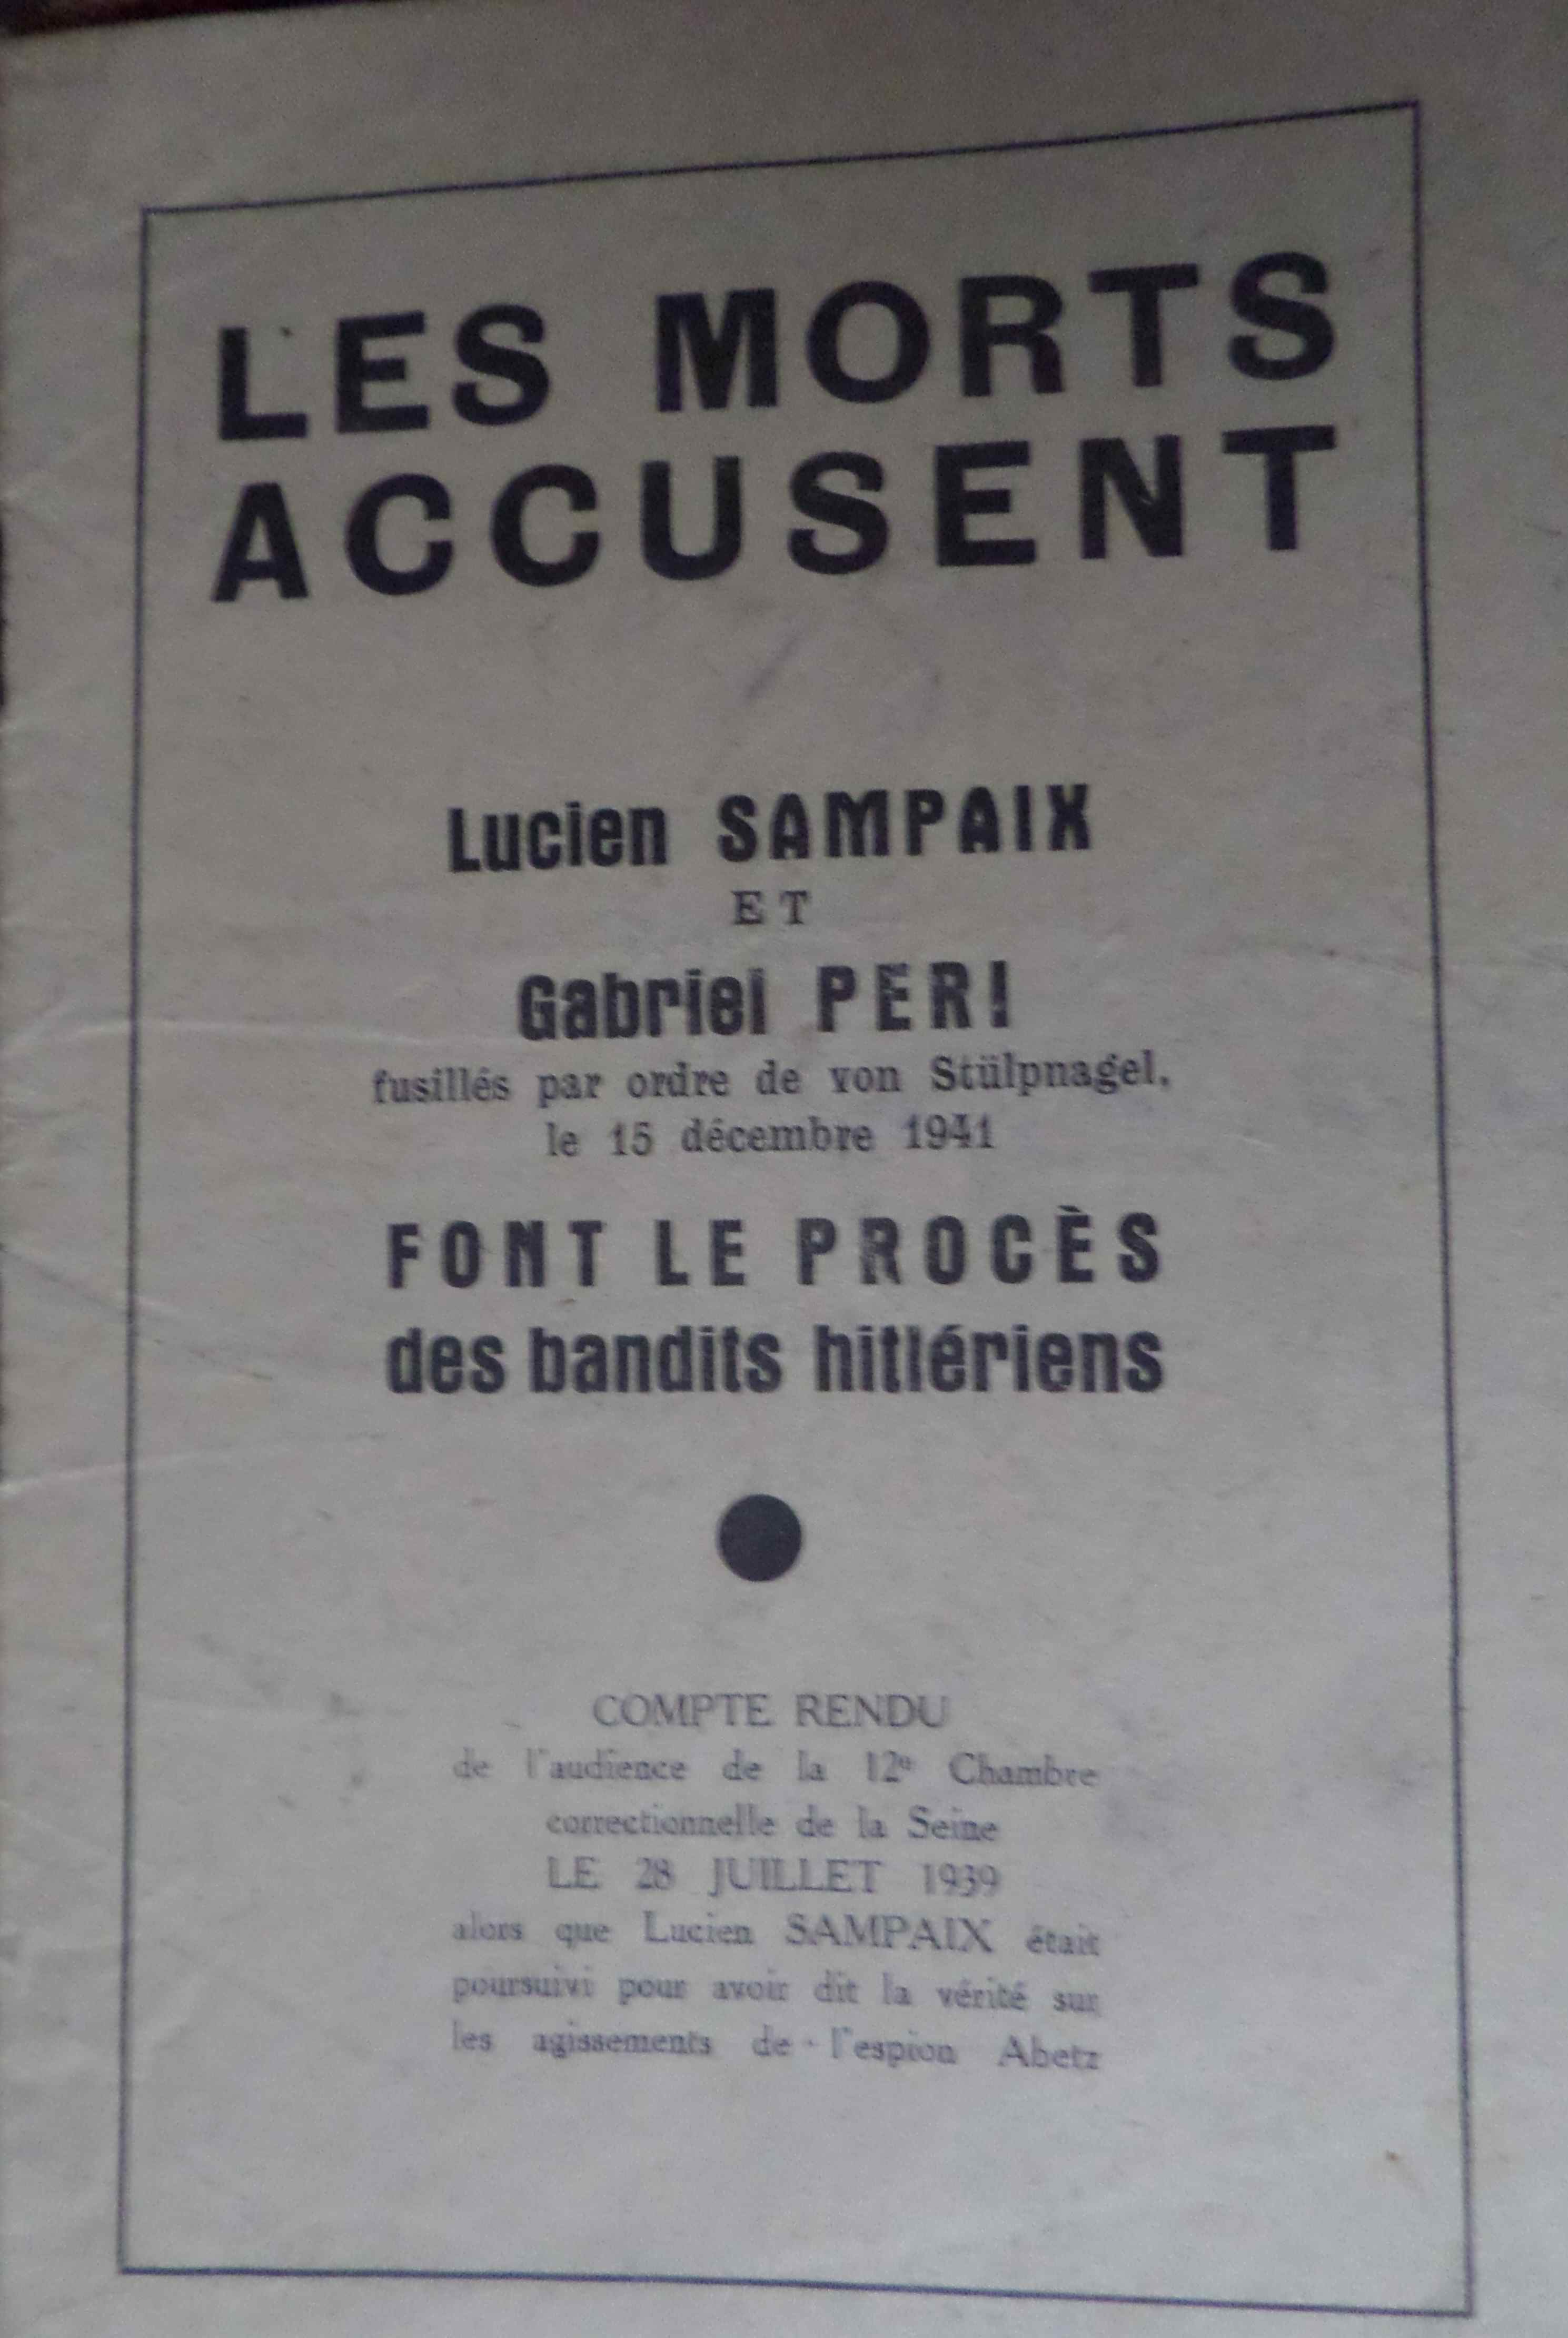 LES MORTS
ACCUSENT
Lucien SAMPAIX
ET
Gabriel PERI
fusillés par ordre de von Stülpnagel,
le 15 décembre 1941
FONT LE PROCÈS
des bandits hitlériens
COMPTE RENDU
de l'audience de la 12e Chambre
correctionnelle de la Seine
LE 28 JUILLET 1939
alors que Lucien SAMPAIX était
poursuivi pour avoir dit la vérité sur
les agissements de l'espion Abetz